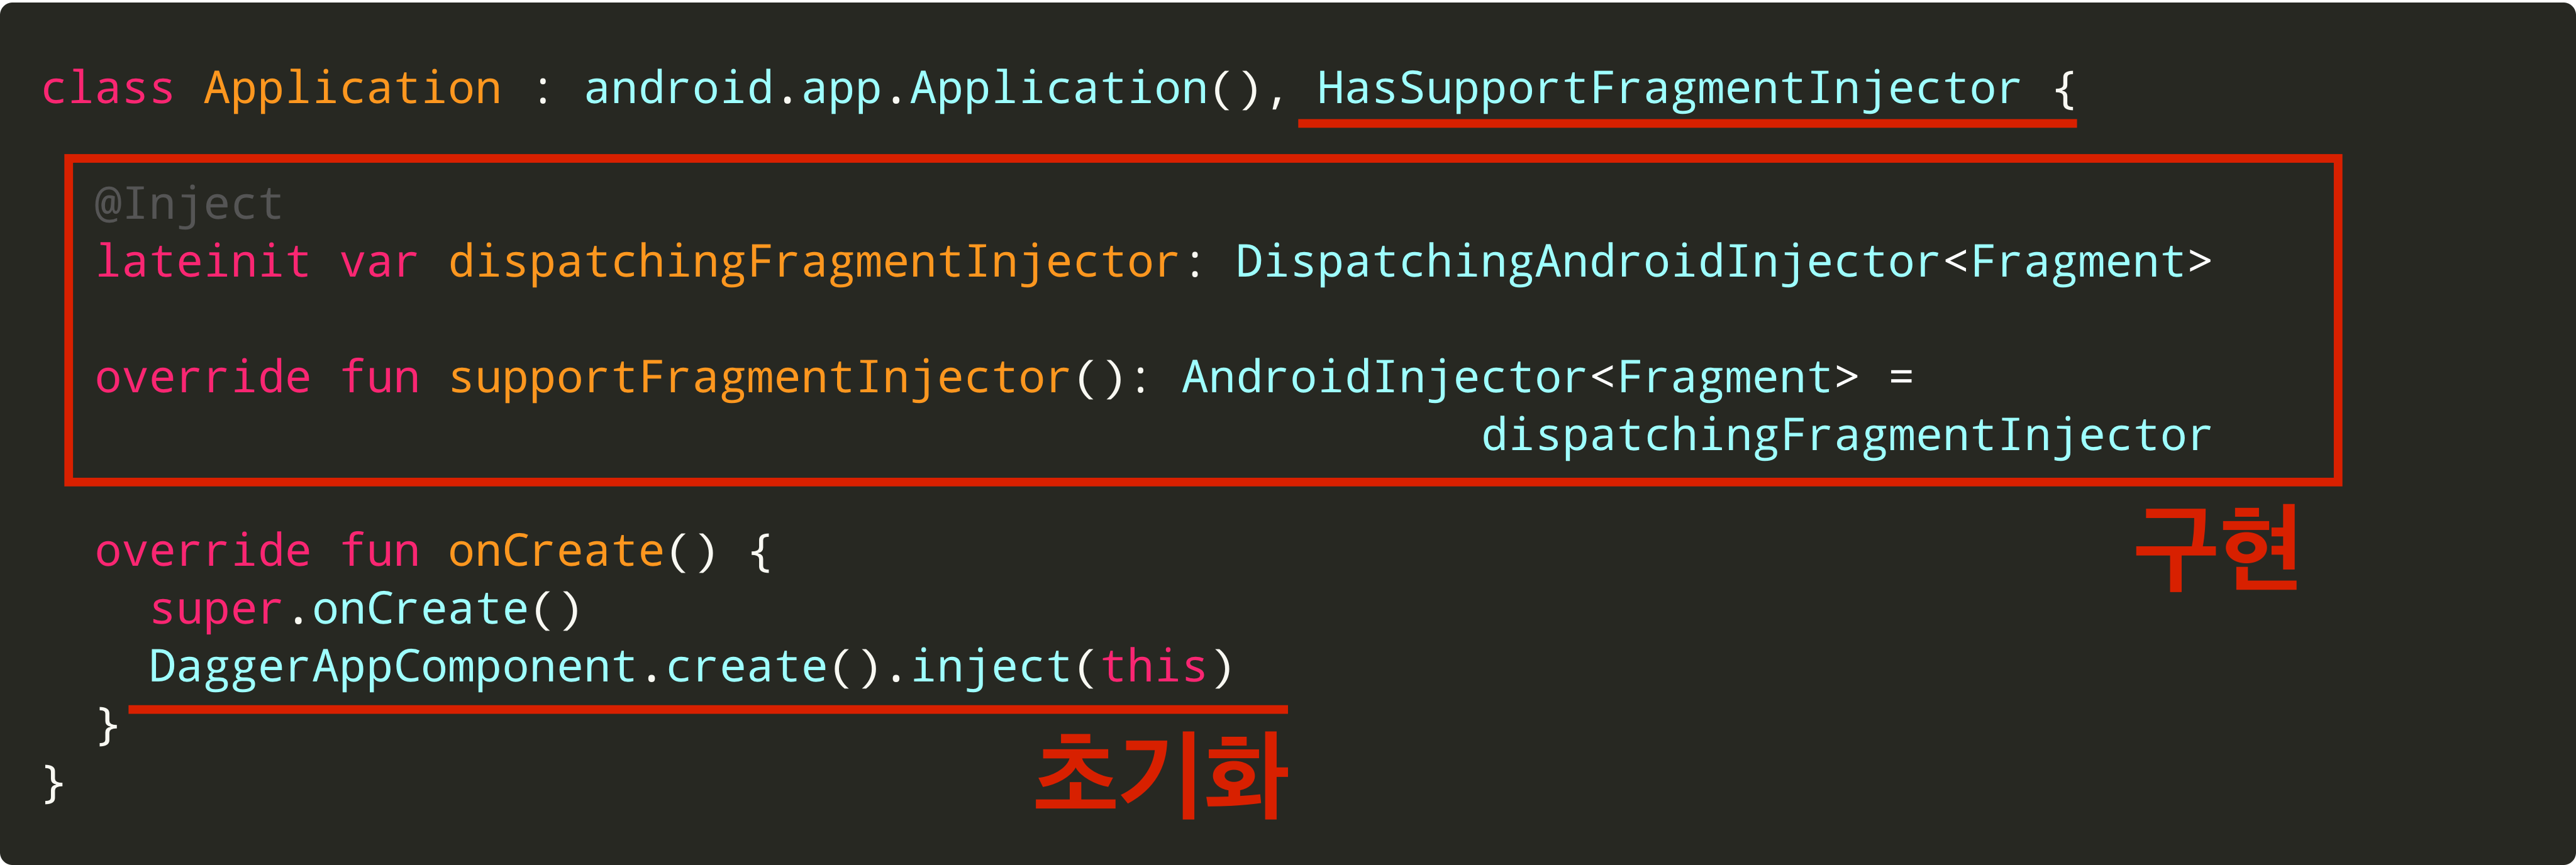 class Application : android.app.Application(), HasSupportFragmentInjector {
@Inject
lateinit var dispatchingFragmentInjector: DispatchingAndroidInjector<Fragment>
override fun supportFragmentInjector(): AndroidInjector<Fragment> =
dispatchingFragmentInjector
구현
override fun onCreate() {
super.onCreate()
DaggerAppComponent.create().inject(this)
}
초기화
}